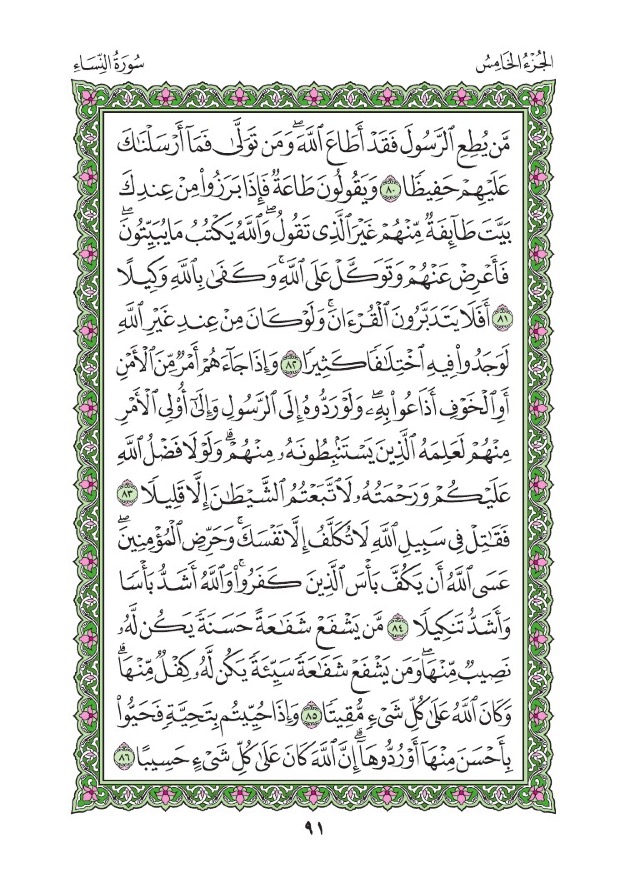 الجُزْءُ الخَامِسُ
سُورَةُ النِّسَاءِ
مَّن يُطِعِ ٱلرَّسُولَ فَقَدۡ أَطَاعَ ٱللَّهَۖ وَمَن تَوَلَّىٰ فَمَآ أَرۡسَلۡنَٰكَ
عَلَيۡهِمۡ حَفِيظٗا ٨٠ وَيَقُولُونَ طَاعَةٞ فَإِذَا بَرَزُواْ مِنۡ عِندِكَ
بَيَّتَ طَآئِفَةٞ مِّنۡهُمۡ غَيۡرَ ٱلَّذِي تَقُولُۖ وَٱللَّهُ يَكۡتُبُ مَا يُبَيِّتُونَۖ
فَأَعۡرِضۡ عَنۡهُمۡ وَتَوَكَّلۡ عَلَى ٱللَّهِۚ وَكَفَىٰ بِٱللَّهِ وَكِيلًا
٨١ أَفَلَا يَتَدَبَّرُونَ ٱلۡقُرۡءَانَۚ وَلَوۡ كَانَ مِنۡ عِندِ غَيۡرِ ٱللَّهِ
لَوَجَدُواْ فِيهِ ٱخۡتِلَٰفٗا كَثِيرٗا ٨٢ وَإِذَا جَآءَهُمۡ أَمۡرٞ مِّنَ ٱلۡأَمۡنِ
أَوِ ٱلۡخَوۡفِ أَذَاعُواْ بِهِۦۖ وَلَوۡ رَدُّوهُ إِلَى ٱلرَّسُولِ وَإِلَىٰٓ أُوْلِي ٱلۡأَمۡرِ
مِنۡهُمۡ لَعَلِمَهُ ٱلَّذِينَ يَسۡتَنۢبِطُونَهُۥ مِنۡهُمۡۗ وَلَوۡلَا فَضۡلُ ٱللَّهِ
عَلَيۡكُمۡ وَرَحۡمَتُهُۥ لَٱتَّبَعۡتُمُ ٱلشَّيۡطَٰنَ إِلَّا قَلِيلٗا ٨٣
فَقَٰتِلۡ فِي سَبِيلِ ٱللَّهِ لَا تُكَلَّفُ إِلَّا نَفۡسَكَۚ وَحَرِّضِ ٱلۡمُؤۡمِنِينَۖ
عَسَى ٱللَّهُ أَن يَكُفَّ بَأۡسَ ٱلَّذِينَ كَفَرُواْۚ وَٱللَّهُ أَشَدُّ بَأۡسٗا
وَأَشَدُّ تَنكِيلٗا ٨٤ مَّن يَشۡفَعۡ شَفَٰعَةً حَسَنَةٗ يَكُن لَّهُۥ
نَصِيبٞ مِّنۡهَاۖ وَمَن يَشۡفَعۡ شَفَٰعَةٗ سَيِّئَةٗ يَكُن لَّهُۥ كِفۡلٞ مِّنۡهَاۗ
وَكَانَ ٱللَّهُ عَلَىٰ كُلِّ شَيۡءٖ مُّقِيتٗا ٨٥ وَإِذَا حُيِّيتُم بِتَحِيَّةٖ فَحَيُّواْ
بِأَحۡسَنَ مِنۡهَآ أَوۡ رُدُّوهَآۗ إِنَّ ٱللَّهَ كَانَ عَلَىٰ كُلِّ شَيۡءٍ حَسِيبًا ٨٦
٩١